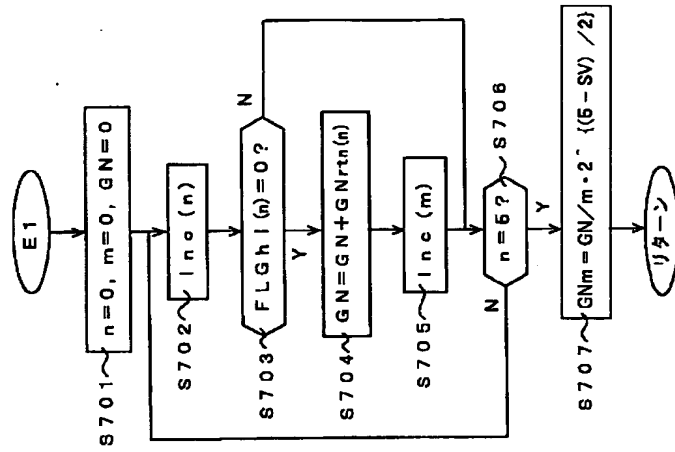 E1
S701
n=0, m=0, GN=0
S702
Inc (n)
S703
FLGhl(n)=0?
N
Y
S704
GN=GN+GNrtn(n)
S705
Inc (m)
S706
n=5?
N
Y
S707
GNm=GN/m・2^{(5-SV)/2}
リターン